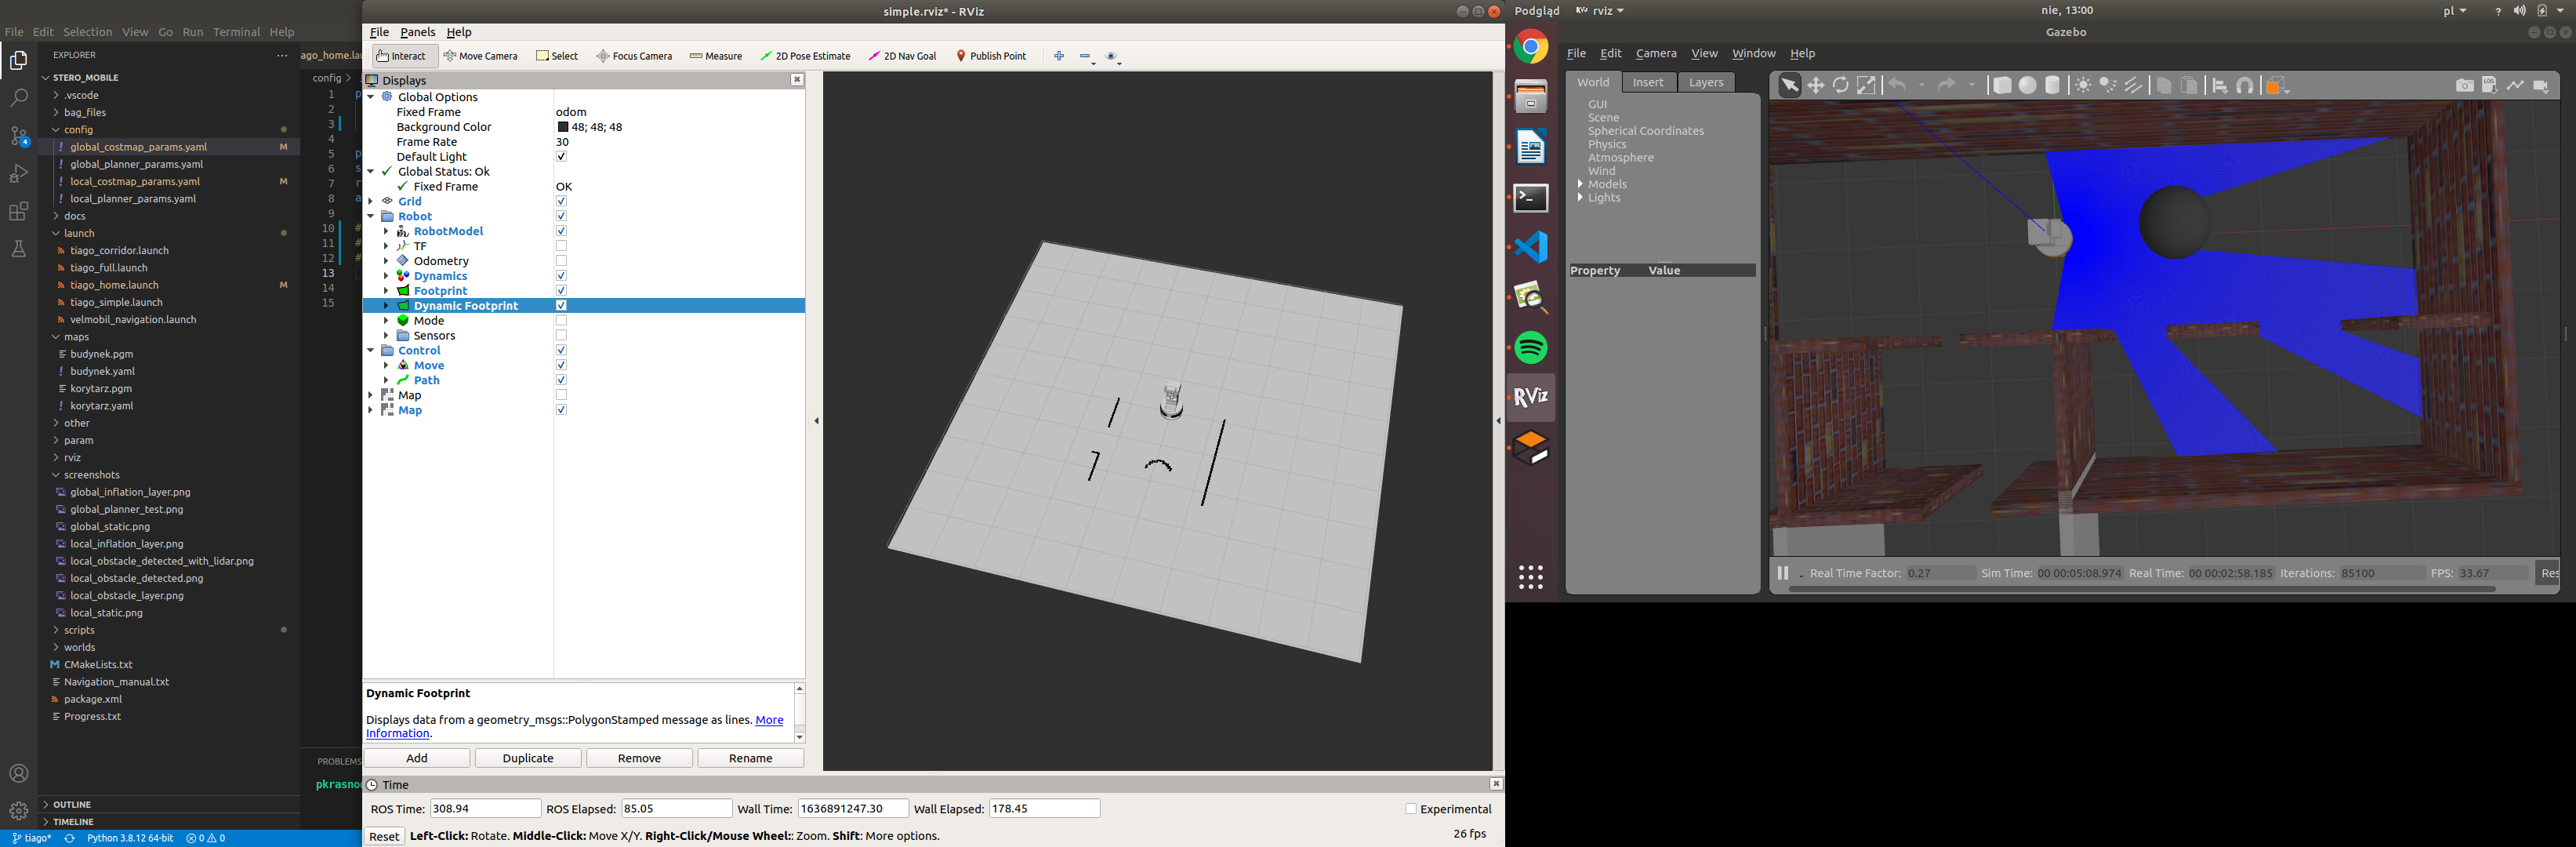 File Edit Selection View Go Run Terminal Help
EXPLORER
STERO_MOBILE
.vscode
bag_files
config
global_costmap_params.yaml M
global_planner_params.yaml
local_costmap_params.yaml M
local_planner_params.yaml
docs
launch
tiago_corridor.launch
tiago_full.launch
tiago_home.launch M
tiago_simple.launch
velmobil_navigation.launch
maps
budynek.pgm
budynek.yaml
korytarz.pgm
korytarz.yaml
other
param
rviz
screenshots
global_inflation_layer.png
global_planner_test.png
global_static.png
local_inflation_layer.png
local_obstacle_detected_with_lidar.png
local_obstacle_detected.png
local_obstacle_layer.png
local_static.png
scripts
worlds
CMakeLists.txt
Navigation_manual.txt
package.xml
Progress.txt
OUTLINE
TIMELINE
tiago* Python 3.8.12 64-bit 0 0
4
tiago_home.lau
config >
1 p
2
3
4
5 p
6 s
7 r
8 a
9
10 #
11 #
12 #
13
14
15
PROBLEMS
pkrasno
simple.rviz* - RViz
File Panels Help
Interact Move Camera Select Focus Camera Measure 2D Pose Estimate 2D Nav Goal Publish Point
Displays
Global Options
Fixed Frame odom
Background Color 48; 48; 48
Frame Rate 30
Default Light
Global Status: Ok
Fixed Frame OK
Grid
Robot
RobotModel
TF
Odometry
Dynamics
Footprint
Dynamic Footprint
Mode
Sensors
Control
Move
Path
Map
Map
Dynamic Footprint
Displays data from a geometry_msgs::PolygonStamped message as lines. More
Information.
Add Duplicate Remove Rename
Time
ROS Time: 308.94 ROS Elapsed: 85.05 Wall Time: 1636891247.30 Wall Elapsed: 178.45 Experimental
Reset Left-Click: Rotate. Middle-Click: Move X/Y. Right-Click/Mouse Wheel:: Zoom. Shift: More options. 26 fps
Podgląd RViz rviz nie, 13:00 pl ?
RViz
Gazebo
File Edit Camera View Window Help
World Insert Layers
GUI
Scene
Spherical Coordinates
Physics
Atmosphere
Wind
Models
Lights
Property Value
LOG
Real Time Factor: 0.27 Sim Time: 00 00:05:08.974 Real Time: 00 00:02:58.185 Iterations: 85100 FPS: 33.67 Res